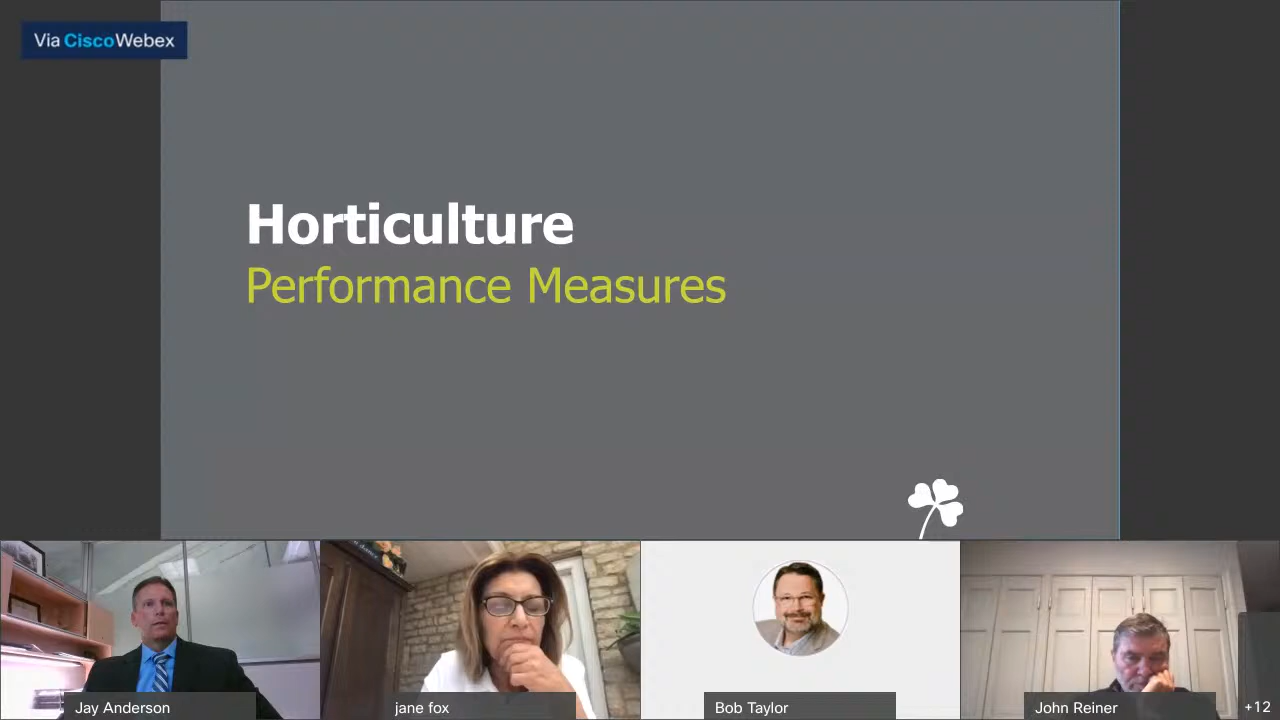 Via CiscoWebex
Horticulture
Performance Measures
Jay Anderson
jane fox
Bob Taylor
John Reiner
+12